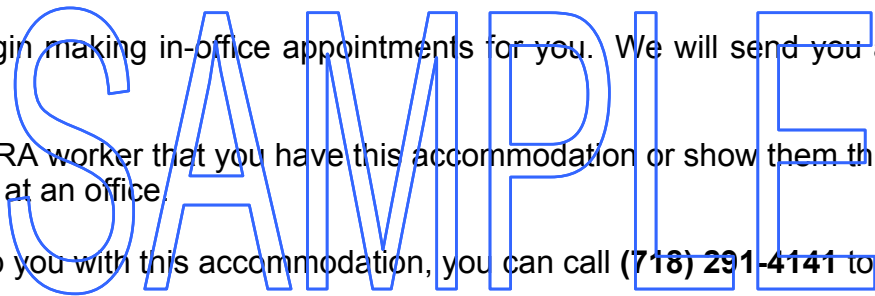 gin making in-office appointments for you. We will send you
RA worker that you have this accommodation or show them th
at an office.
you with this accommodation, you can call (718) 291-4141 to
SAMPLE